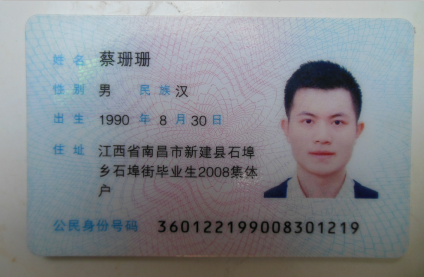 姓名 蔡珊珊
性别 男 民族 汉
出生 1990 年 8 月 30 日
住址 江西省南昌市新建县石埠
乡石埠街毕业生2008集体
户
公民身份号码 360122199008301219